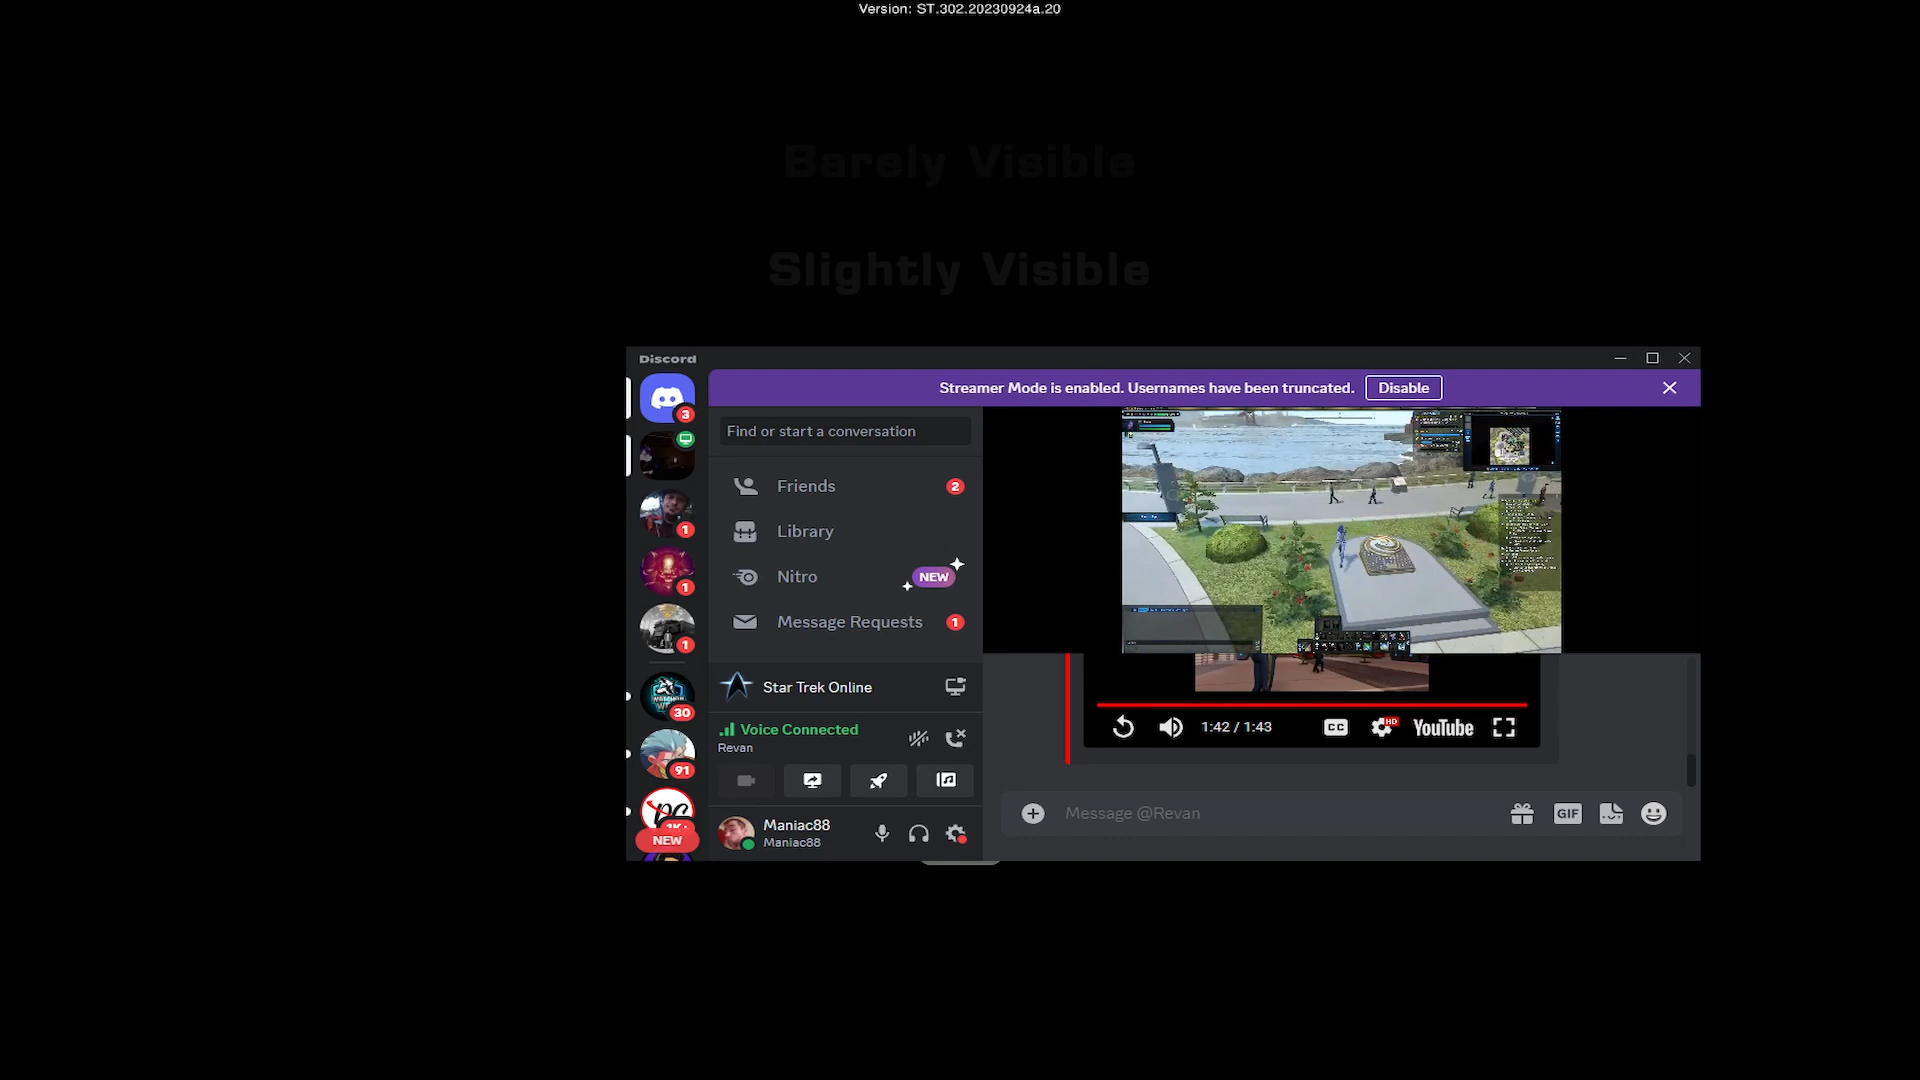 Version: ST.302.20230924a.20
Barely Visible
Slightly Visible
Discord
Streamer Mode is enabled. Usernames have been truncated.
Disable
3
Find or start a conversation
Friends
2
1
Library
1
Nitro
NEW
Message Requests
1
1
Star Trek Online
30
Voice Connected
Revan
1:42 / 1:43
CC
HD
YouTube
91
Message @Revan
GIF
Maniac88
Maniac88
NEW